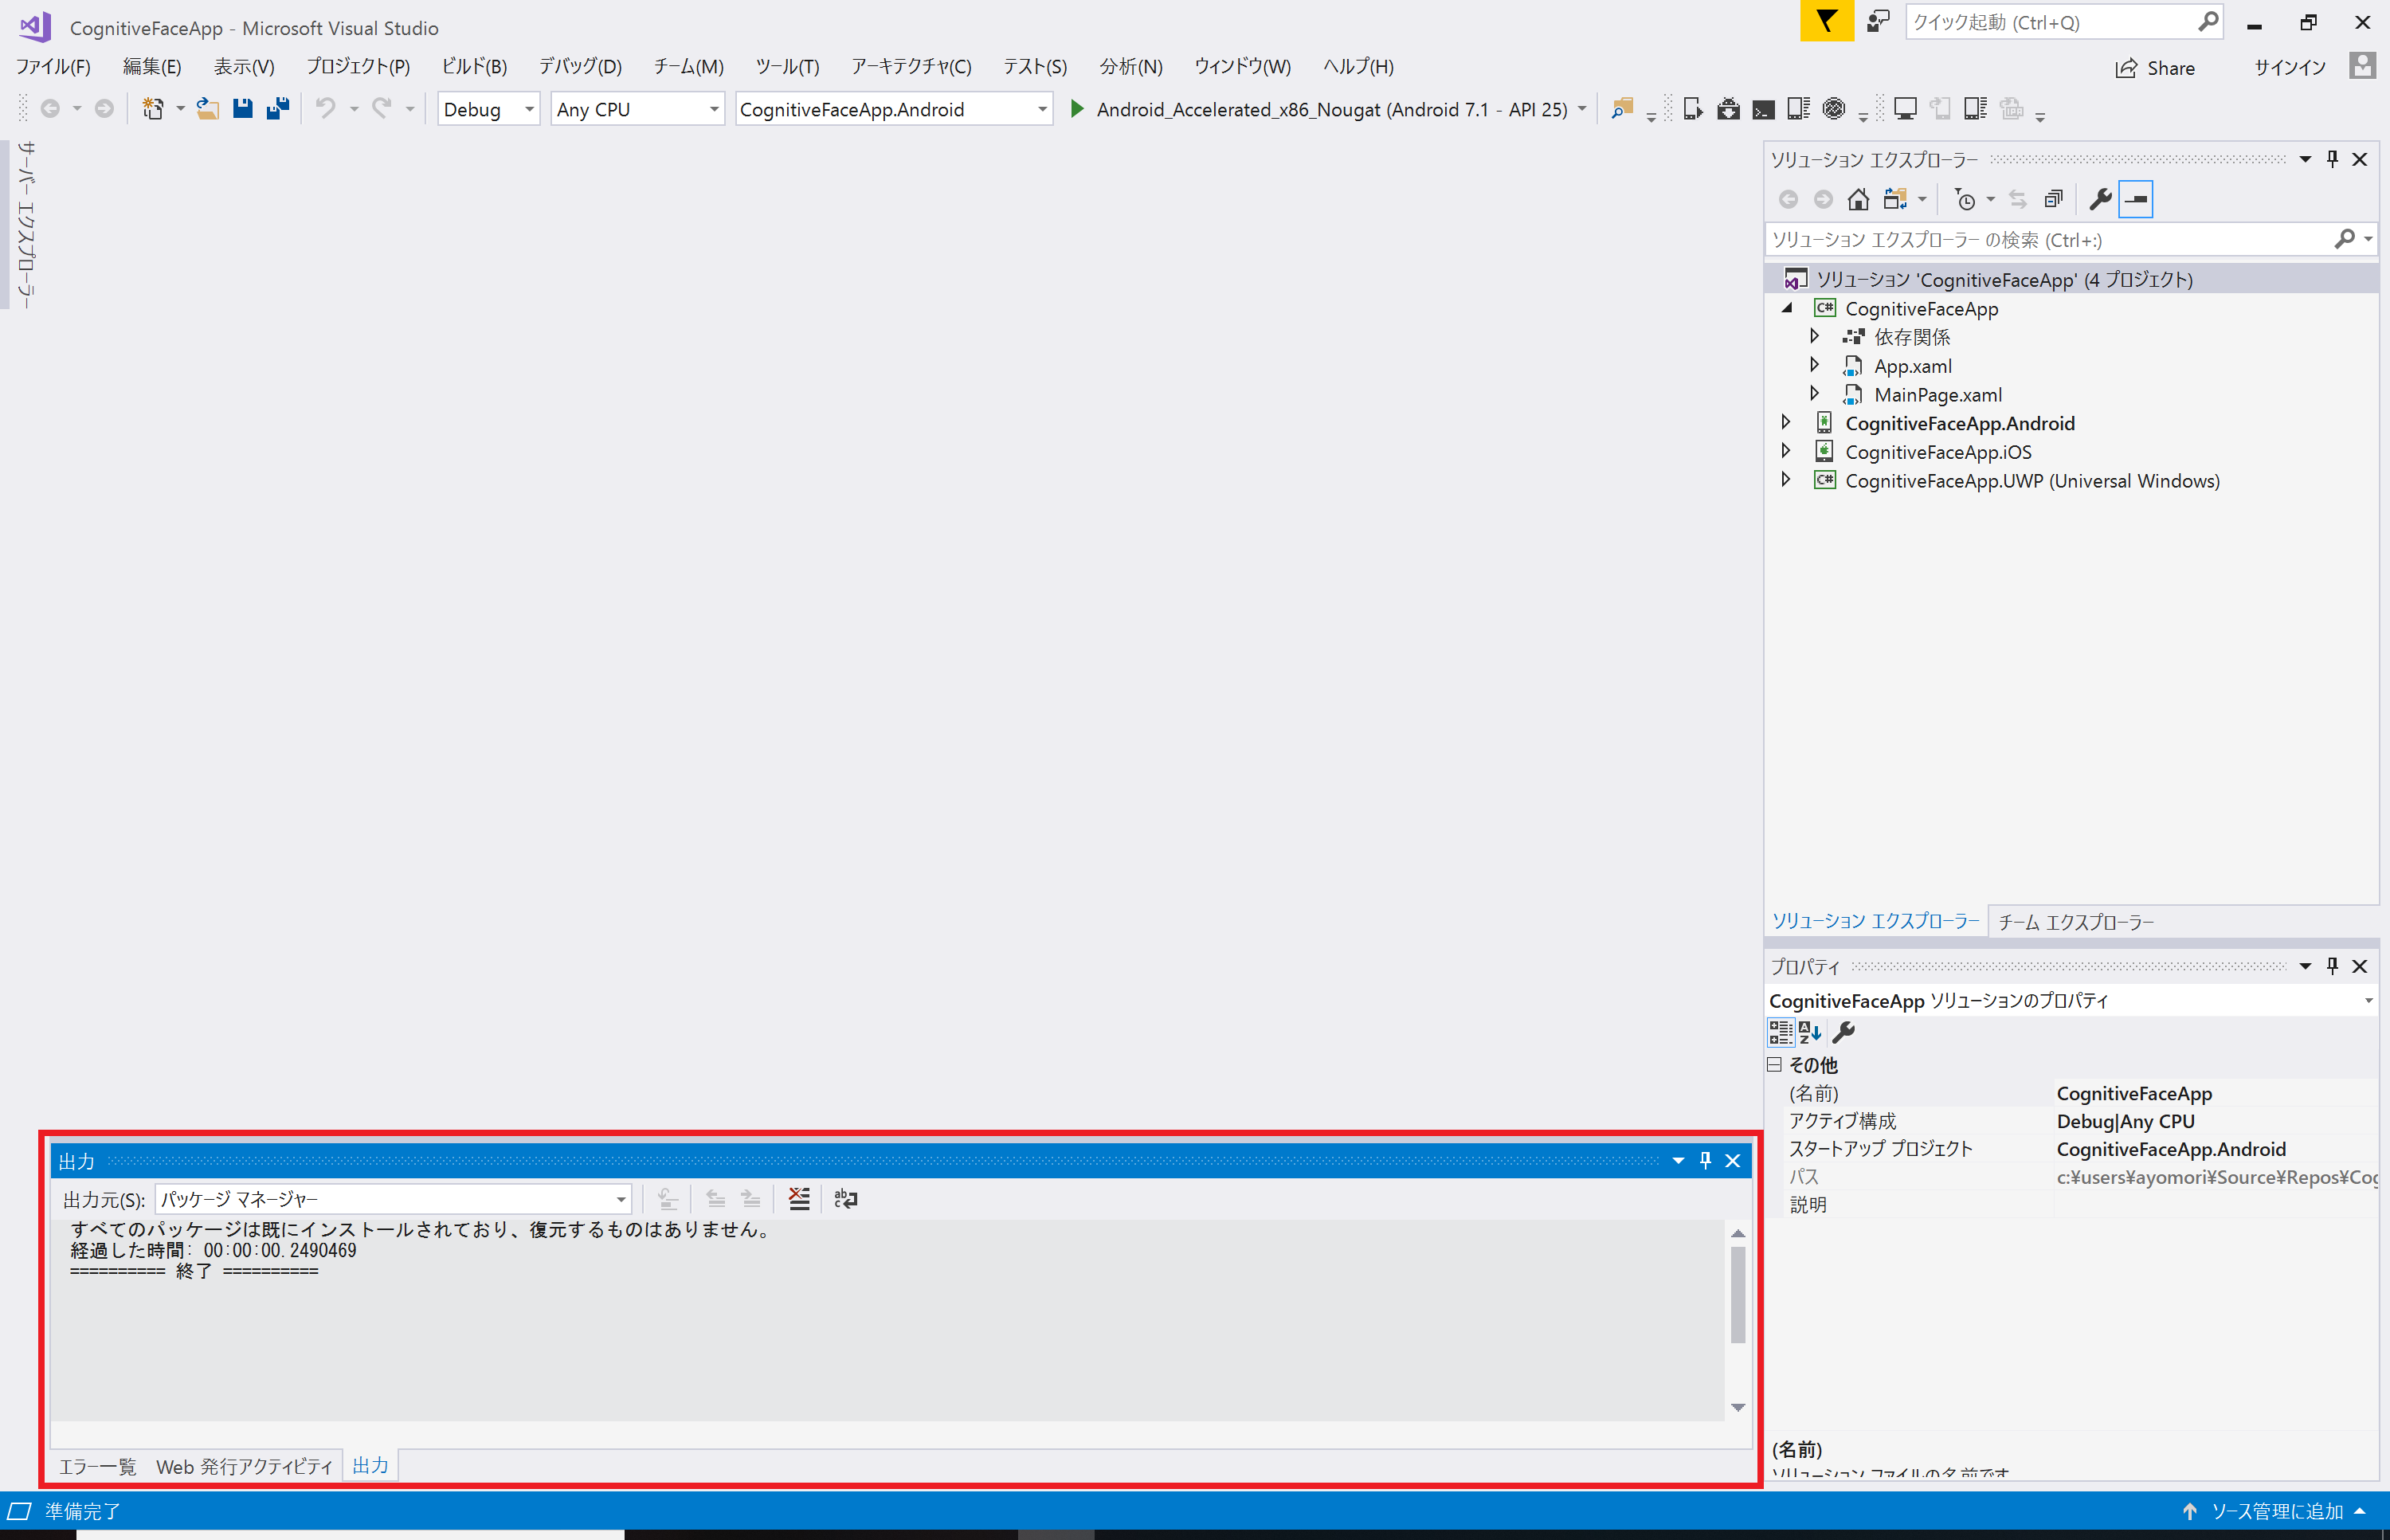 CognitiveFaceApp - Microsoft Visual Studio
クイック起動 (Ctrl+Q)
ファイル(F) 編集(E) 表示(V) プロジェクト(P) ビルド(B) デバッグ(D) チーム(M) ツール(T) アーキテクチャ(C) テスト(S) 分析(N) ウィンドウ(W) ヘルプ(H)
Share サインイン
Debug Any CPU CognitiveFaceApp.Android Android_Accelerated_x86_Nougat (Android 7.1 - API 25)
サーバー エクスプローラー
ソリューション エクスプローラー
ソリューション エクスプローラー の検索 (Ctrl+:)
ソリューション 'CognitiveFaceApp' (4 プロジェクト)
C# CognitiveFaceApp
依存関係
App.xaml
MainPage.xaml
CognitiveFaceApp.Android
CognitiveFaceApp.iOS
C# CognitiveFaceApp.UWP (Universal Windows)
ソリューション エクスプローラー チーム エクスプローラー
プロパティ
CognitiveFaceApp ソリューションのプロパティ
その他
(名前) CognitiveFaceApp
アクティブ構成 Debug|Any CPU
スタートアップ プロジェクト CognitiveFaceApp.Android
パス c:¥users¥ayomori¥Source¥Repos¥Cog
説明
(名前)
ソリューション ファイルの名前です
出力
出力元(S): パッケージ マネージャー
すべてのパッケージは既にインストールされており、復元するものはありません。
経過した時間: 00:00:00.2490469
========== 終了 ==========
エラー一覧 Web 発行アクティビティ 出力
準備完了
ソース管理に追加